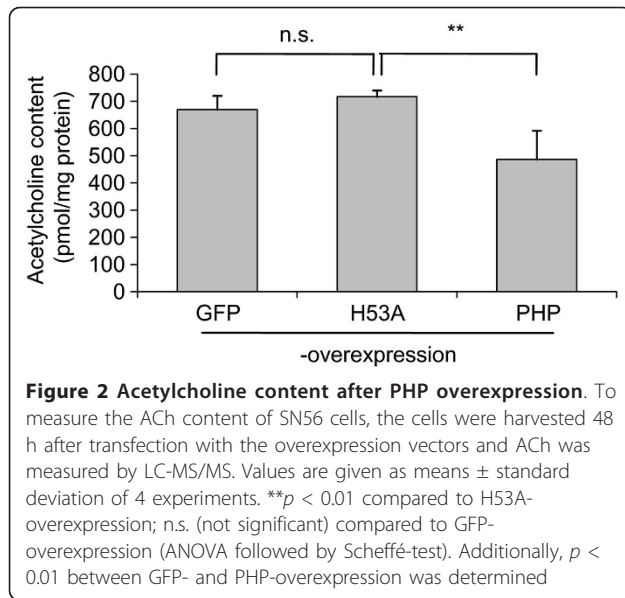 n.s.
**
Acetylcholine content
(pmol/mg protein)
800
700
600
500
400
300
200
100
0
GFP
H53A
PHP
-overexpression
Figure 2 Acetylcholine content after PHP overexpression. To
measure the ACh content of SN56 cells, the cells were harvested 48
h after transfection with the overexpression vectors and ACh was
measured by LC-MS/MS. Values are given as means ± standard
deviation of 4 experiments. **p < 0.01 compared to H53A-
overexpression; n.s. (not significant) compared to GFP-
overexpression (ANOVA followed by Scheffé-test). Additionally, p <
0.01 between GFP- and PHP-overexpression was determined